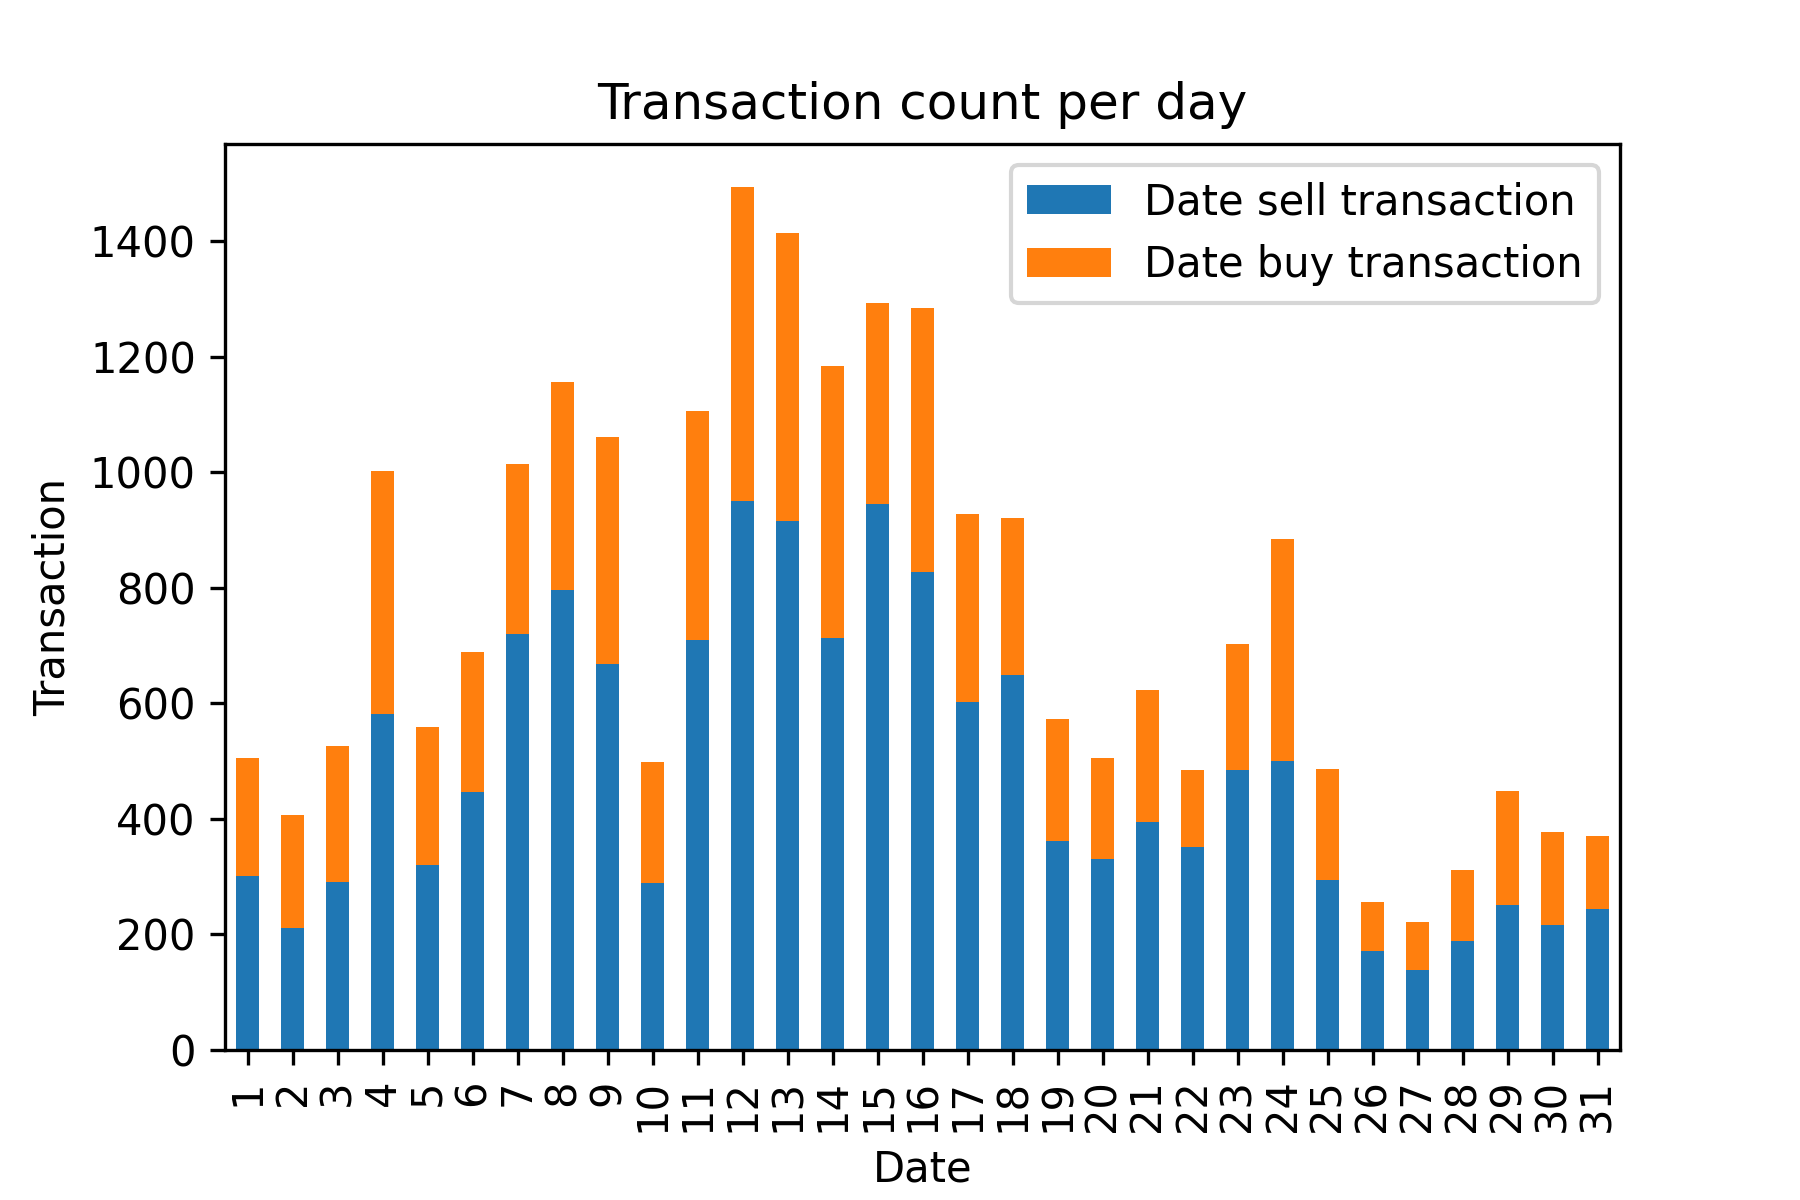 Transaction count per day
Date sell transaction
Date buy transaction
Transaction
1400
1200
1000
800
600
400
200
0
1 2 3 4 5 6 7 8 9 10 11 12 13 14 15 16 17 18 19 20 21 22 23 24 25 26 27 28 29 30 31
Date